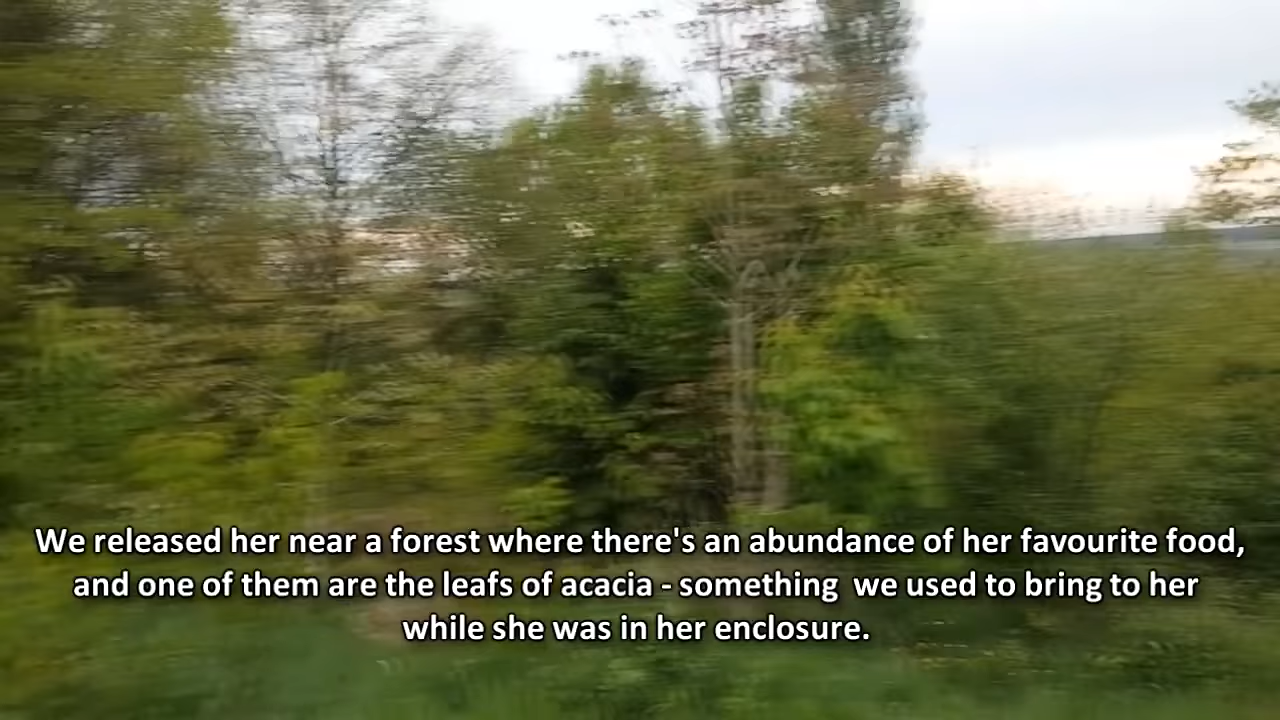 We released her near a forest where there's an abundance of her favourite food,
and one of them are the leafs of acacia - something  we used to bring to her
while she was in her enclosure.